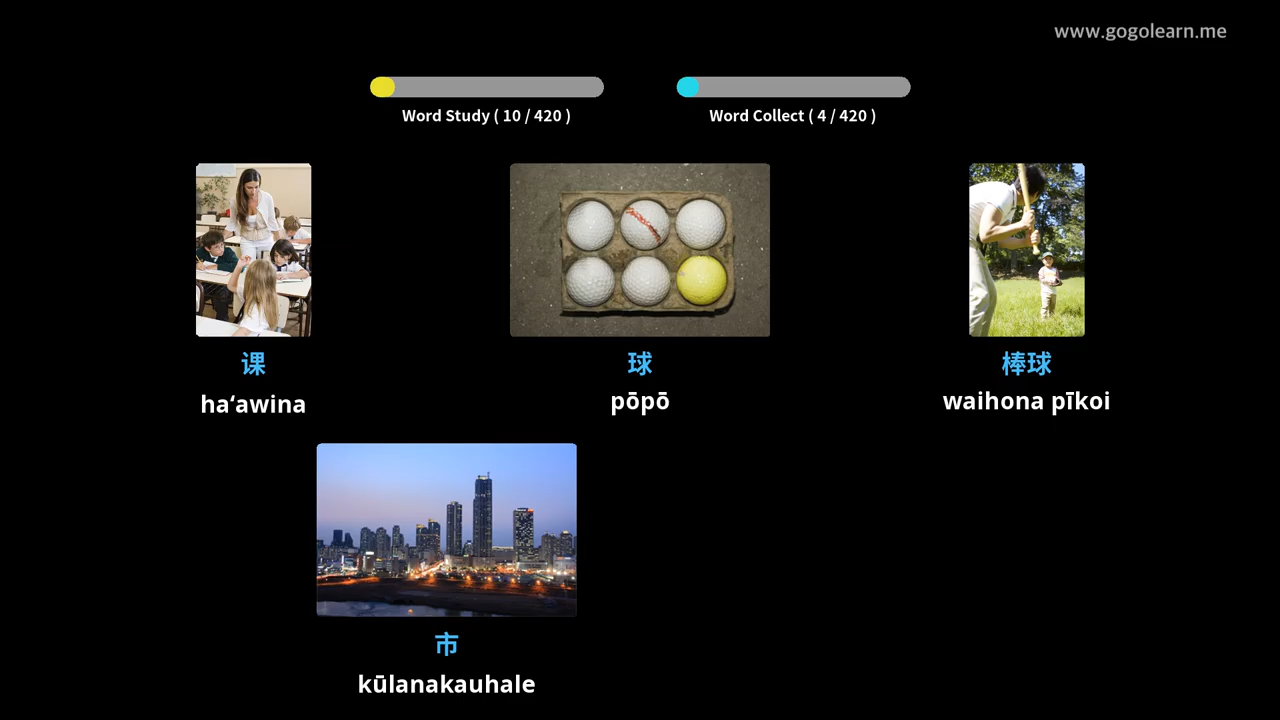 www.gogolearn.me
Word Study ( 10 / 420 )
Word Collect ( 4 / 420 )
课
球
棒球
haʻawina
pōpō
waihona pīkoi
市
kūlanakauhale